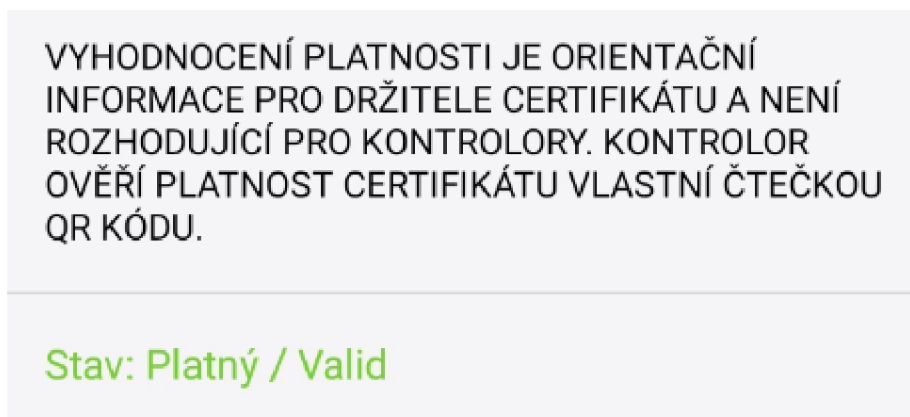 VYHODNOCENÍ PLATNOSTI JE ORIENTAČNÍ
INFORMACE PRO DRŽITELE CERTIFIKÁTU A NENÍ
ROZHODUJÍCÍ PRO KONTROLORY. KONTROLOR
OVĚŘÍ PLATNOST CERTIFIKÁTU VLASTNÍ ČTEČKOU
QR KÓDU.
Stav: Platný / Valid